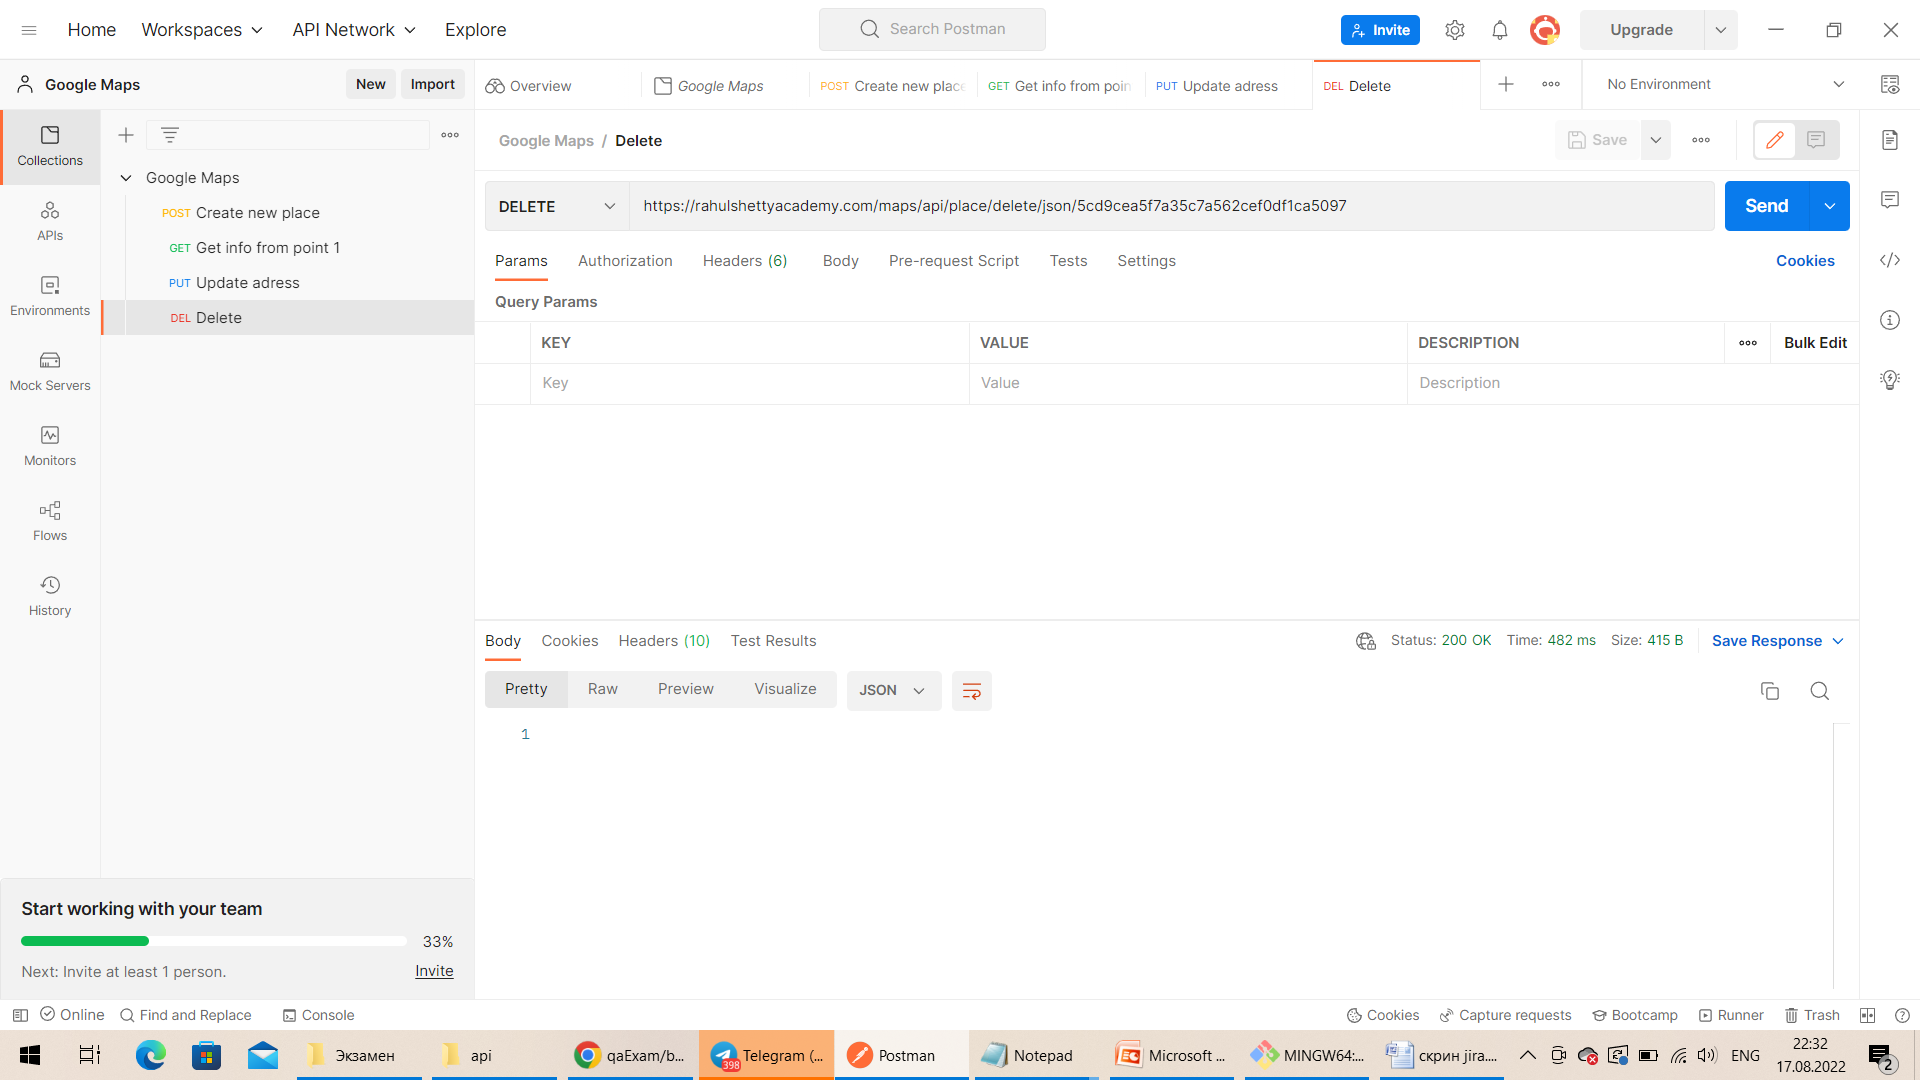 Home Workspaces API Network Explore Search Postman Invite Upgrade
Google Maps New Import Overview Google Maps POST Create new place GET Get info from poin PUT Update adress DEL Delete No Environment
Collections
APIs
Environments
Mock Servers
Monitors
Flows
History
Google Maps
POST Create new place
GET Get info from point 1
PUT Update adress
DEL Delete
Google Maps / Delete Save
DELETE https://rahulshettyacademy.com/maps/api/place/delete/json/5cd9cea5f7a35c7a562cef0df1ca5097 Send
Params Authorization Headers (6) Body Pre-request Script Tests Settings Cookies
Query Params
KEY VALUE DESCRIPTION Bulk Edit
Key Value Description
Body Cookies Headers (10) Test Results Status: 200 OK Time: 482 ms Size: 415 B Save Response
Pretty Raw Preview Visualize JSON
1
Start working with your team
33%
Next: Invite at least 1 person. Invite
Online Find and Replace Console Cookies Capture requests Bootcamp Runner Trash
Экзамен api qaExam/b... 398 Telegram (... Postman Notepad Microsoft ... MINGW64:... скрин jira.... ENG 22:32
17.08.2022 2